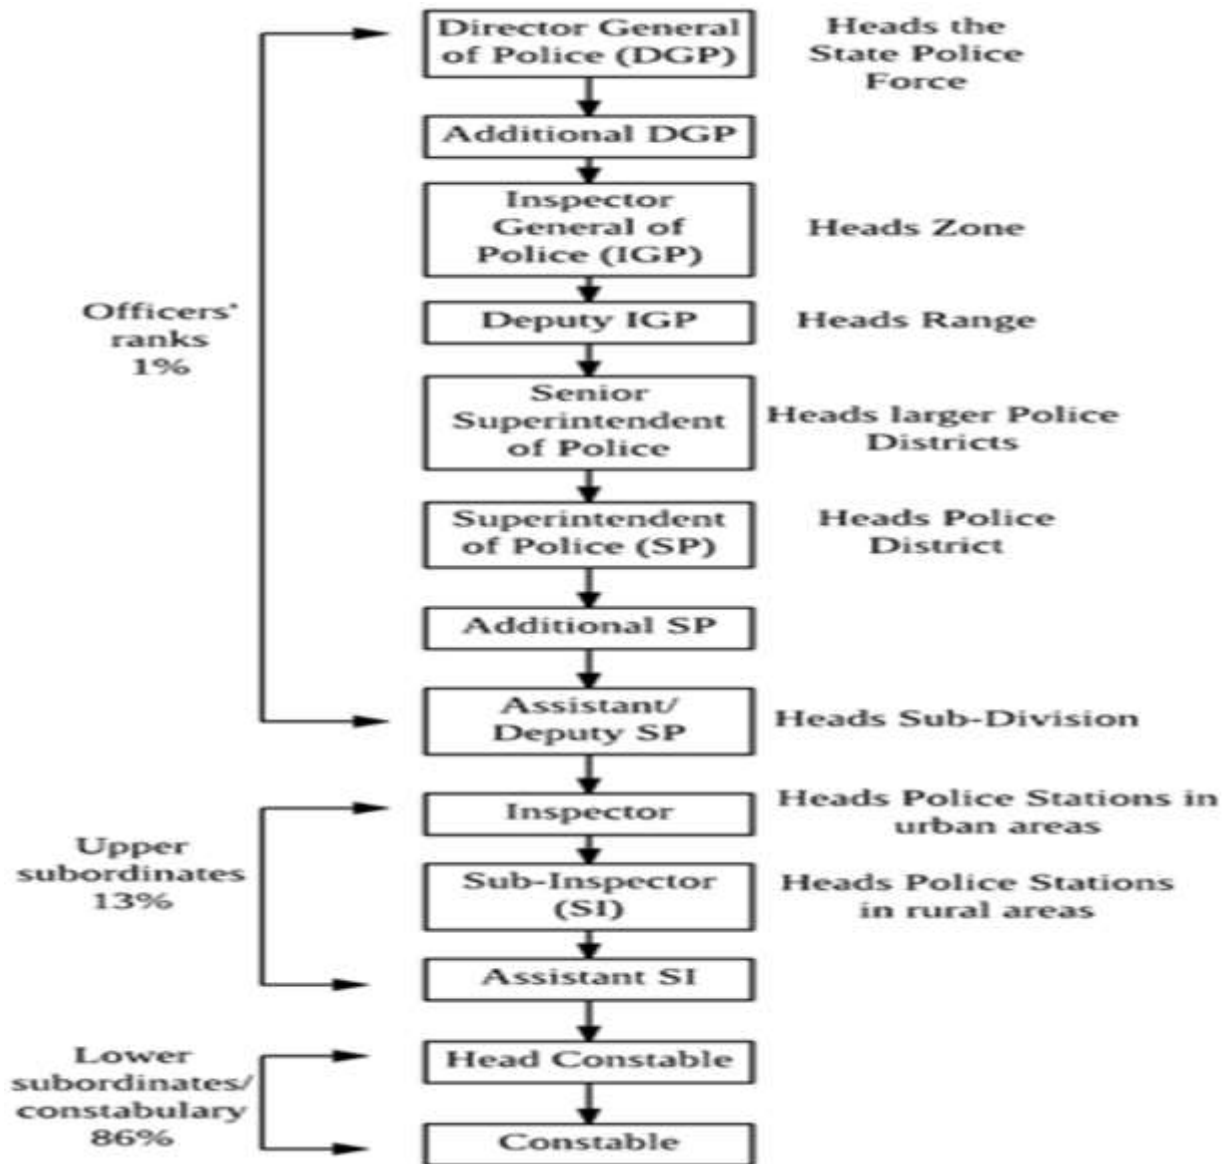 Director General
of Police (DGP)
Heads the
State Police
Force
Additional DGP
Inspector
General of
Police (IGP)
Heads Zone
Officers'
ranks
1%
Deputy IGP
Heads Range
Senior
Superintendent
of Police
Heads larger Police
Districts
Superintendent
of Police (SP)
Heads Police
District
Additional SP
Assistant/
Deputy SP
Heads Sub-Division
Inspector
Heads Police Stations in
urban areas
Upper
subordinates
13%
Sub-Inspector
(SI)
Heads Police Stations
in rural areas
Assistant SI
Lower
subordinates/
constabulary
86%
Head Constable
Constable